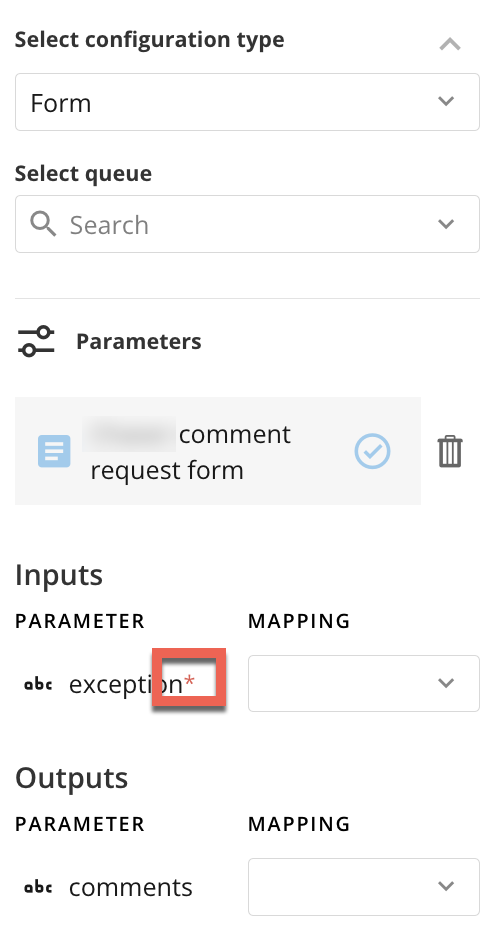 Select configuration type
Form
Select queue
Search
Parameters
comment
request form
Inputs
PARAMETER MAPPING
abc exception*
Outputs
PARAMETER MAPPING
abc comments